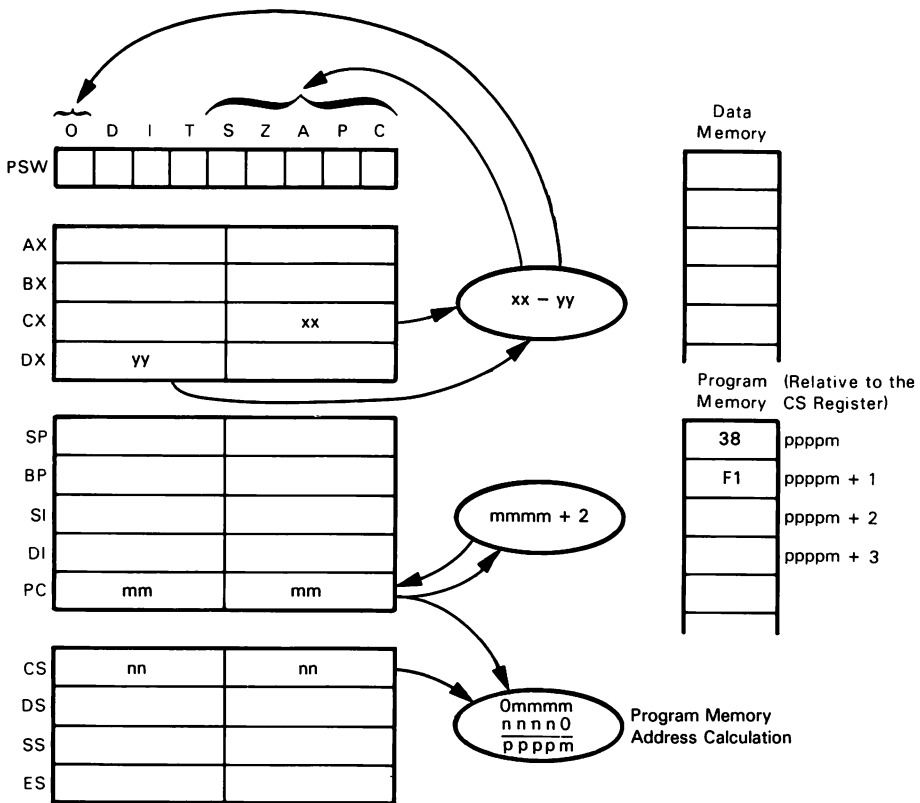 O D I T S Z A P C
PSW
AX
BX
CX xx
DX yy
xx – yy
SP
BP
SI
DI
PC mm mm
mmmm + 2
CS nn nn
DS
SS
ES
0mmmm
nnnn0
ppppm
Program Memory
Address Calculation
Data
Memory
Program
Memory
(Relative to the
CS Register)
38 ppppm
F1 ppppm + 1
ppppm + 2
ppppm + 3